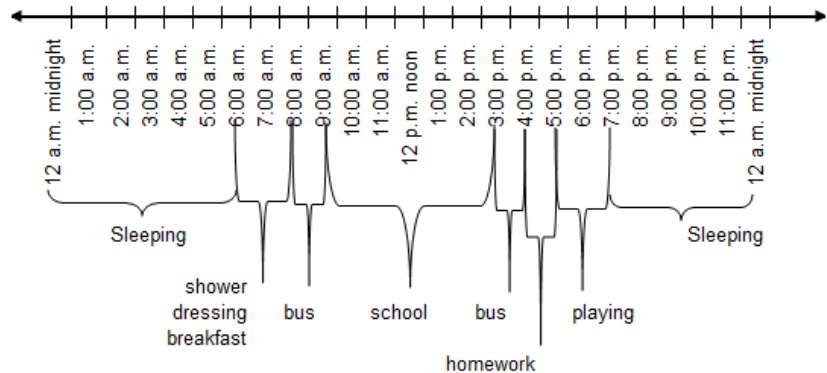 12 a.m. midnight
1:00 a.m.
2:00 a.m.
3:00 a.m.
4:00 a.m.
5:00 a.m.
6:00 a.m.
7:00 a.m.
8:00 a.m.
9:00 a.m.
10:00 a.m.
11:00 a.m.
12 p.m. noon
1:00 p.m.
2:00 p.m.
3:00 p.m.
4:00 p.m.
5:00 p.m.
6:00 p.m.
7:00 p.m.
8:00 p.m.
9:00 p.m.
10:00 p.m.
11:00 p.m.
12 a.m. midnight
Sleeping
shower
dressing
breakfast
bus
school
bus
homework
playing
Sleeping